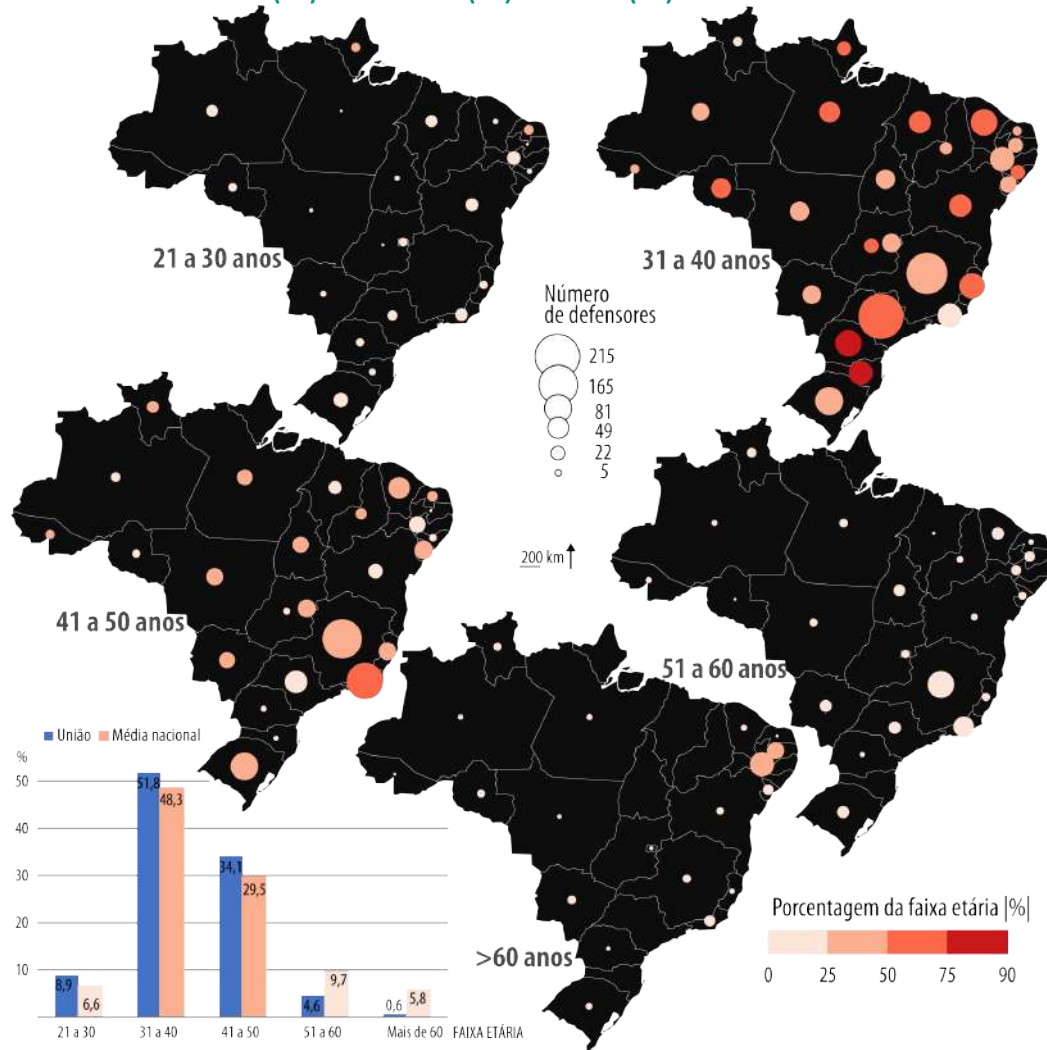 21 a 30 anos
31 a 40 anos
Número
de defensores
215
165
81
49
22
5
200 km
41 a 50 anos
51 a 60 anos
>60 anos
União Média nacional
%
50
40
30
20
10
8,9
6,6
51,8
48,3
34,1
29,5
4,6
9,7
0,6
5,8
21 a 30 31 a 40 41 a 50 51 a 60 Mais de 60 FAIXA ETÁRIA
Porcentagem da faixa etária |%|
0 25 50 75 90